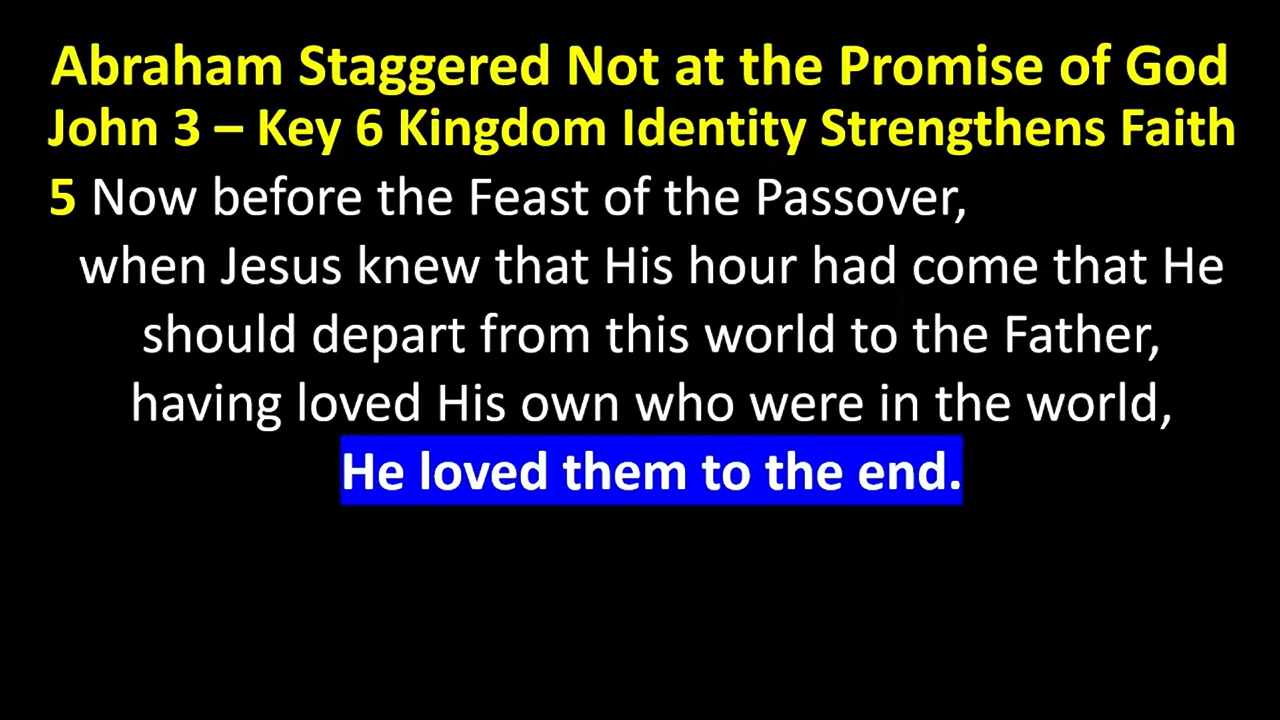 Abraham Staggered Not at the Promise of God
John 3 – Key 6 Kingdom Identity Strengthens Faith
5 Now before the Feast of the Passover,
when Jesus knew that His hour had come that He
should depart from this world to the Father,
having loved His own who were in the world,
He loved them to the end.